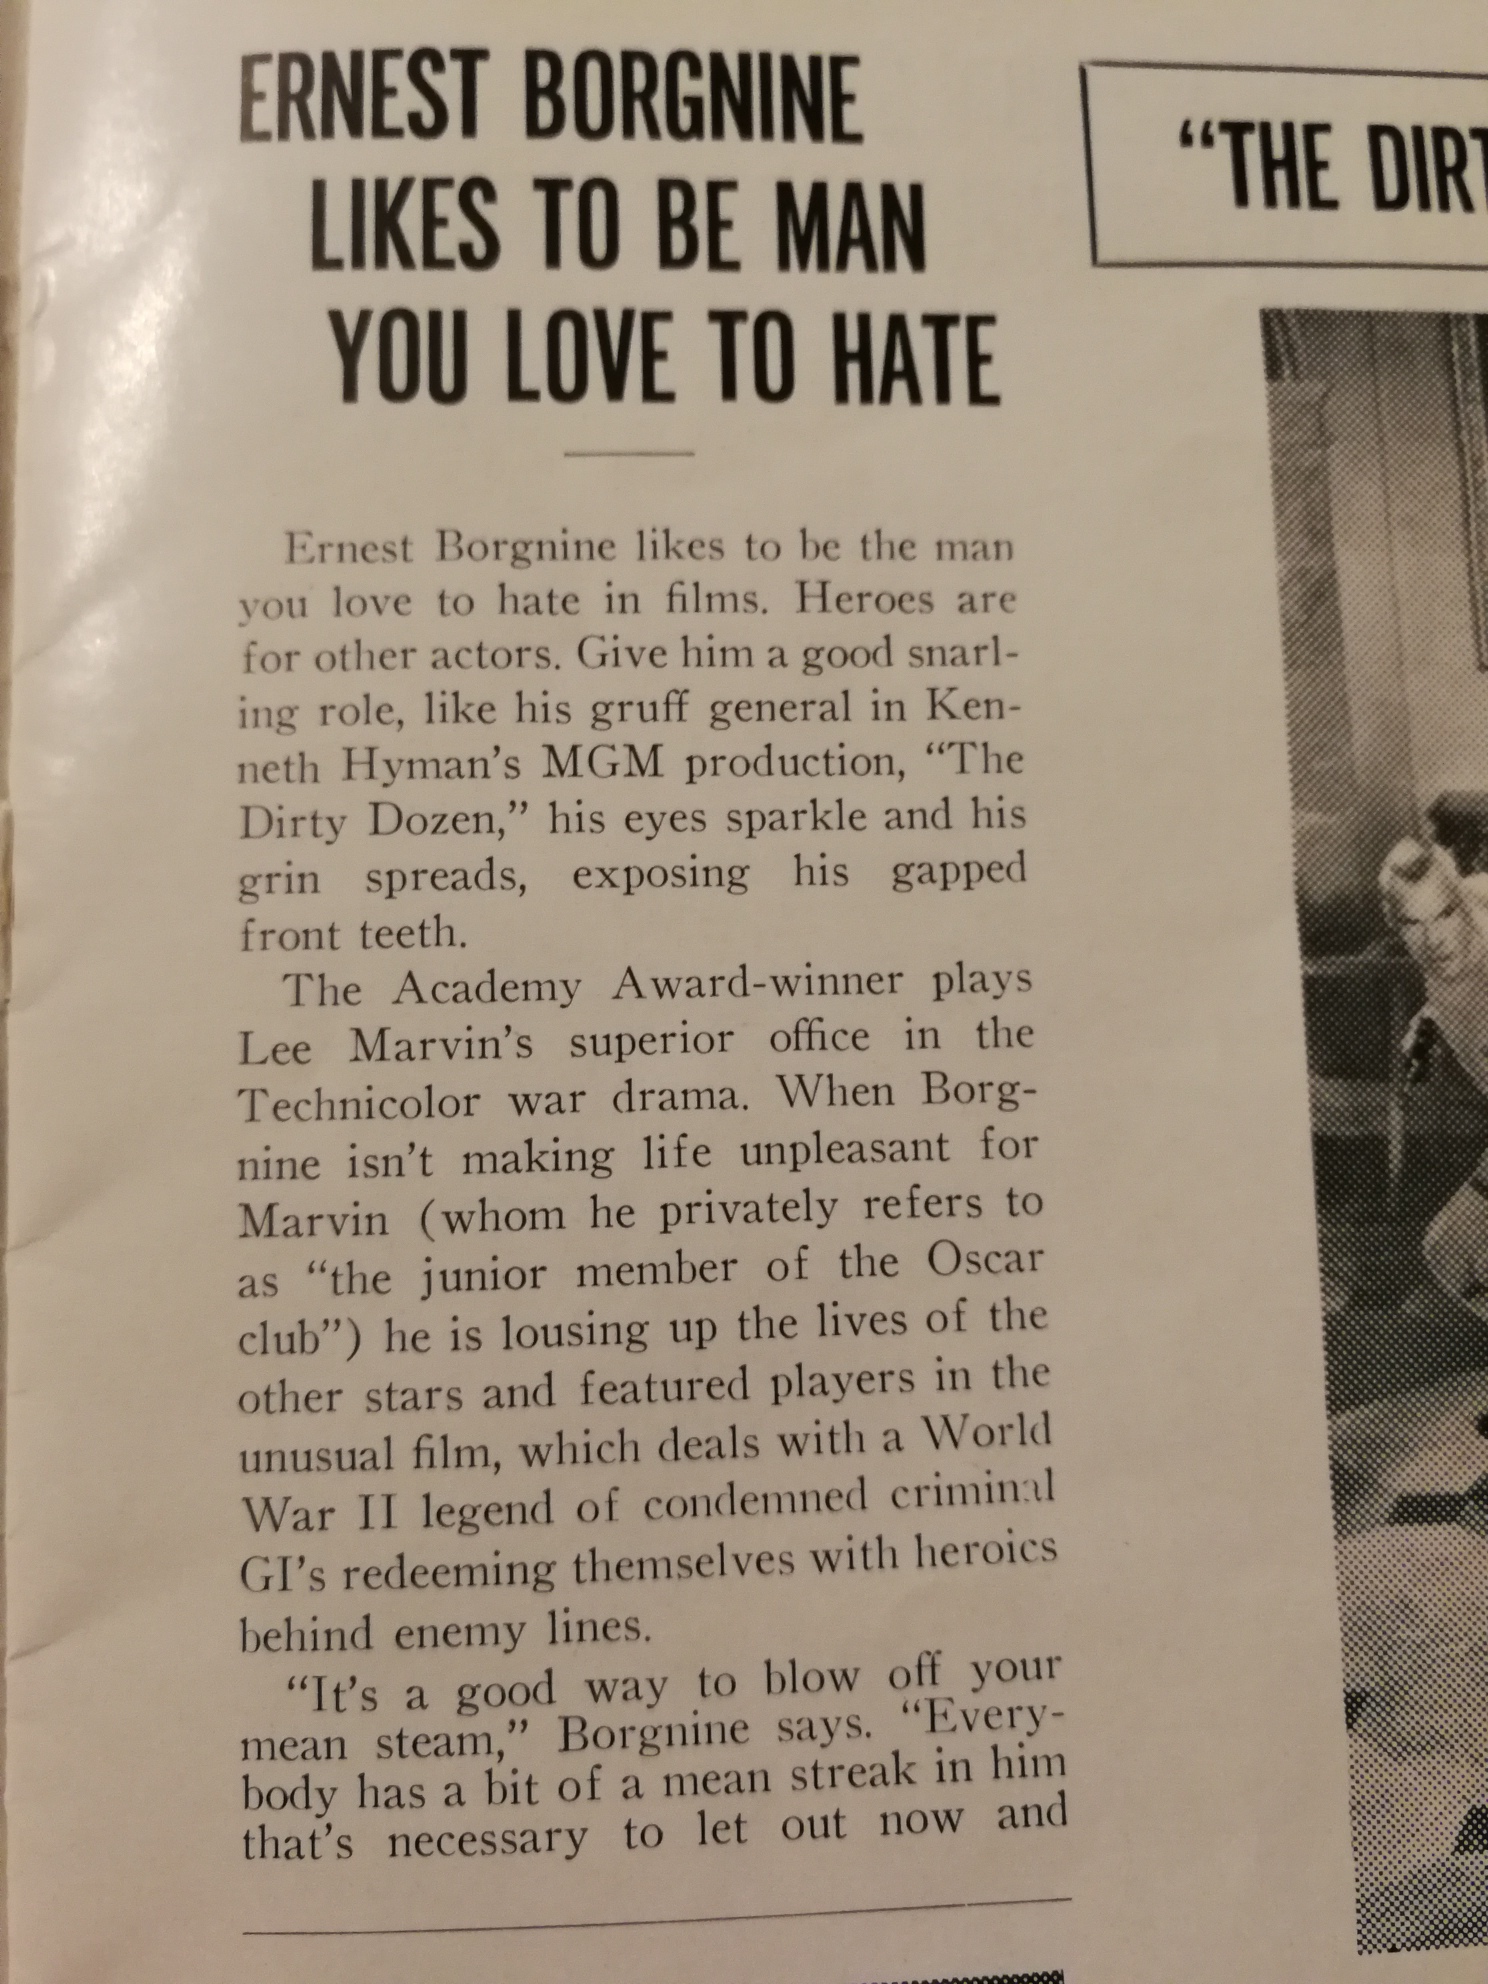 ERNEST BORGNINE
LIKES TO BE MAN
YOU LOVE TO HATE
Ernest Borgnine likes to be the man
you love to hate in films. Heroes are
for other actors. Give him a good snarl-
ing role, like his gruff general in Ken-
neth Hyman's MGM production, “The
Dirty Dozen,” his eyes sparkle and his
grin spreads, exposing his gapped
front teeth.
The Academy Award-winner plays
Lee Marvin's superior office in the
Technicolor war drama. When Borg-
nine isn't making life unpleasant for
Marvin (whom he privately refers to
as “the junior member of the Oscar
club”) he is lousing up the lives of the
other stars and featured players in the
unusual film, which deals with a World
War II legend of condemned criminal
GI's redeeming themselves with heroics
behind enemy lines.
“It's a good way to blow off your
mean steam,” Borgnine says. “Every-
body has a bit of a mean streak in him
that's necessary to let out now and
“THE DIRT